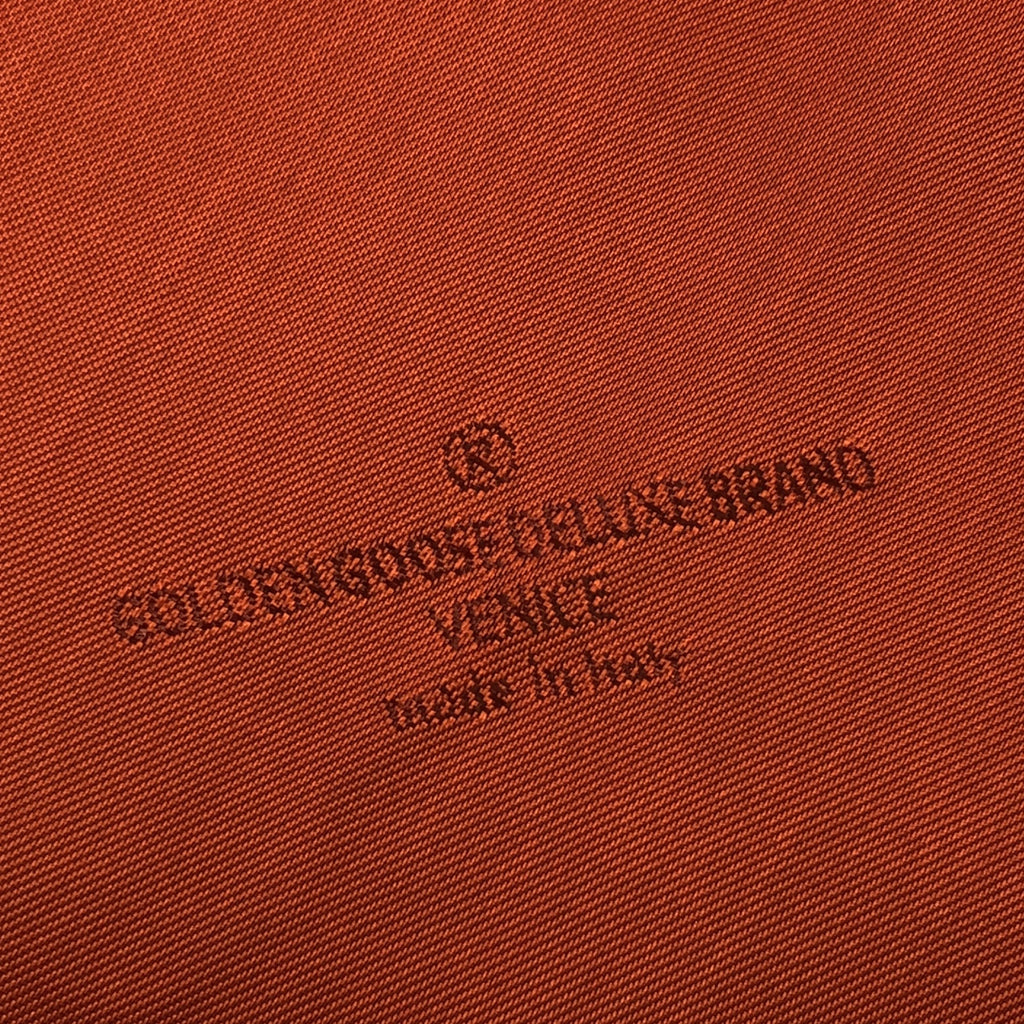 ®
GOLDEN GOOSE DELUXE BRAND
VENICE
made in Italy